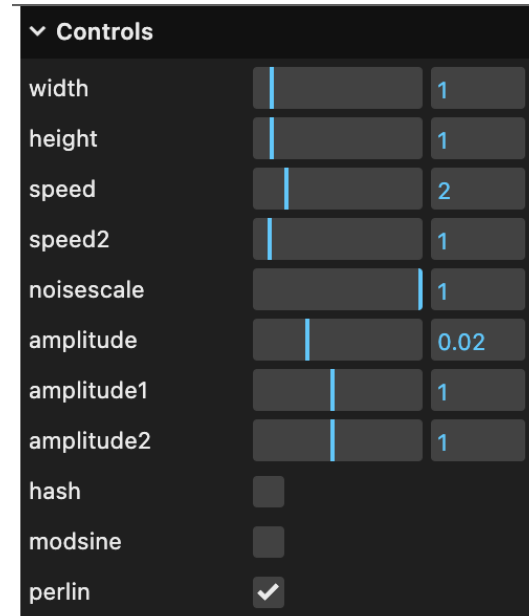 Controls
width 1
height 1
speed 2
speed2 1
noisescale 1
amplitude 0.02
amplitude1 1
amplitude2 1
hash
modsine
perlin